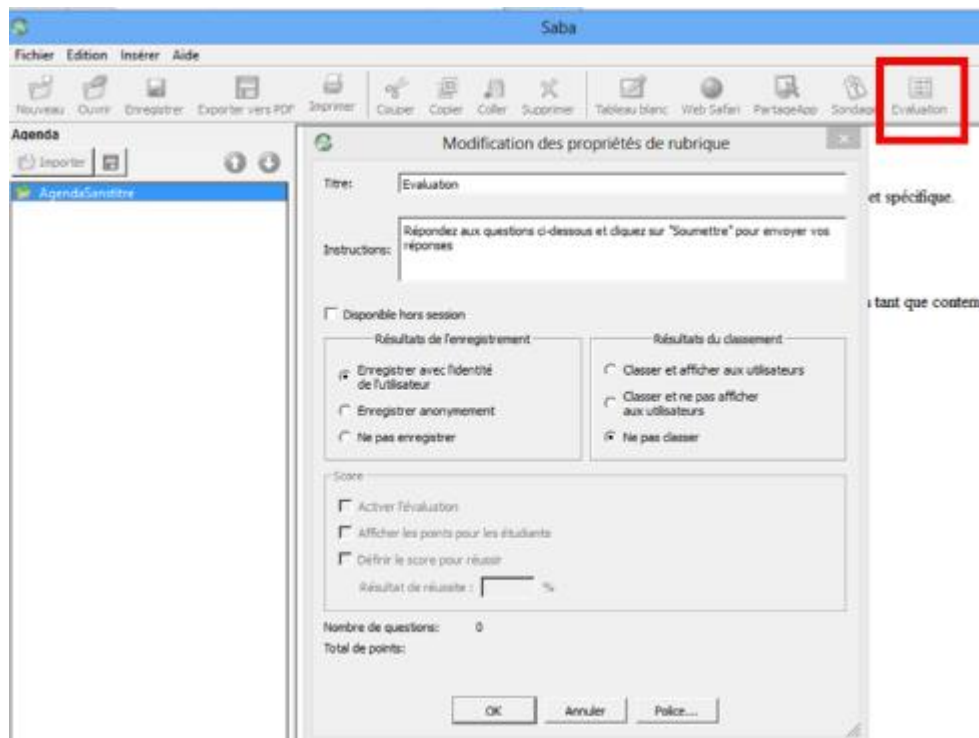 Saba
Fichier Edition Insérer Aide
Nouveau Ouvrir Enregistrer Exporter vers PDF Imprimer Couper Copier Coller Supprimer Tableau blanc Web Safari PartageApp Sondage Evaluation
Agenda
Importer
AgendaSanstitre
Modification des propriétés de rubrique
Titre: Evaluation
Instructions: Répondez aux questions ci-dessous et cliquez sur "Soumettre" pour envoyer vos
réponses
Disponible hors session
Résultats de l'enregistrement
Enregistrer avec l'identité
de l'utilisateur
Enregistrer anonymement
Ne pas enregistrer
Résultats du classement
Classer et afficher aux utilisateurs
Classer et ne pas afficher
aux utilisateurs
Ne pas classer
Score
Activer l'évaluation
Afficher les points pour les étudiants
Définir le score pour réussir
Résultat de réussite : %
Nombre de questions: 0
Total de points:
OK Annuler Police...
et spécifique.
tant que conten